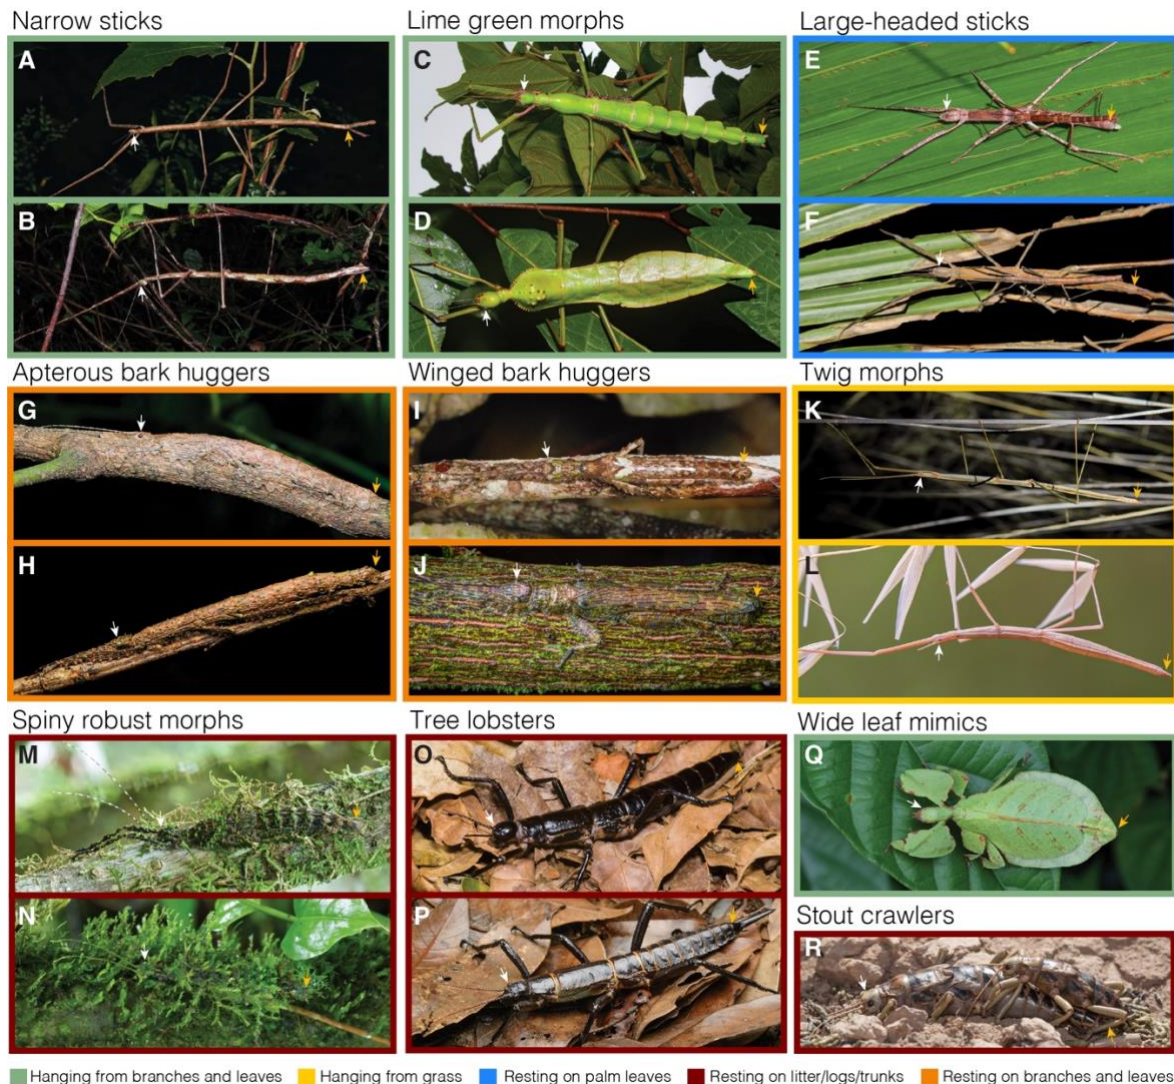 Narrow sticks
Lime green morphs
Large-headed sticks
A
C
E
B
D
F
Apterous bark huggers
Winged bark huggers
Twig morphs
G
I
K
H
J
L
Spiny robust morphs
Tree lobsters
Wide leaf mimics
M
O
Q
N
P
Stout crawlers
R
Hanging from branches and leaves
Hanging from grass
Resting on palm leaves
Resting on litter/logs/trunks
Resting on branches and leaves